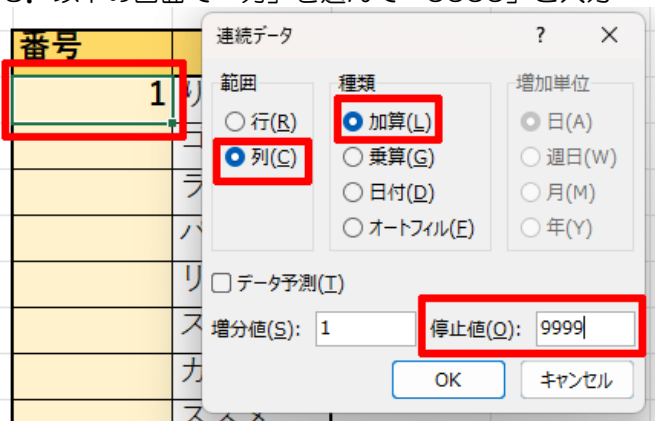 番号
1
連続データ ? ×
範囲 種類 増加単位
行(R) 加算(L) 日(A)
列(C) 乗算(G) 週日(W)
日付(D) 月(M)
オートフィル(F) 年(Y)
データ予測(T)
増分値(S): 1 停止値(O): 9999
OK キャンセル